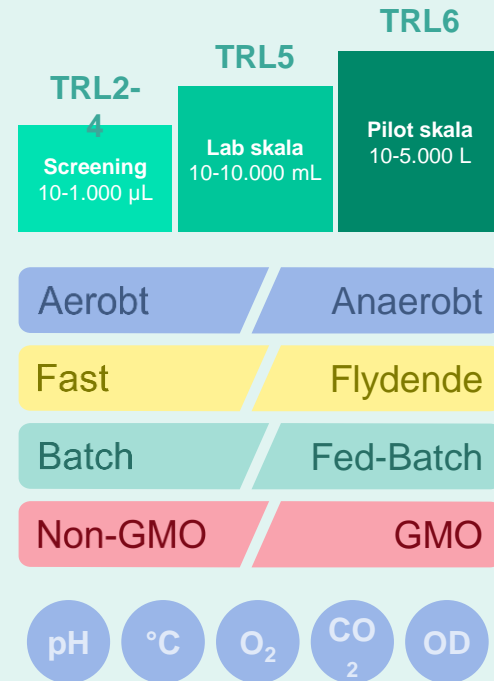 TRL6
TRL5
TRL2-
4
Screening
10-1.000 µL
Lab skala
10-10.000 mL
Pilot skala
10-5.000 L
Aerobt Anaerobt
Fast Flydende
Batch Fed-Batch
Non-GMO GMO
pH °C O₂ CO
2 OD